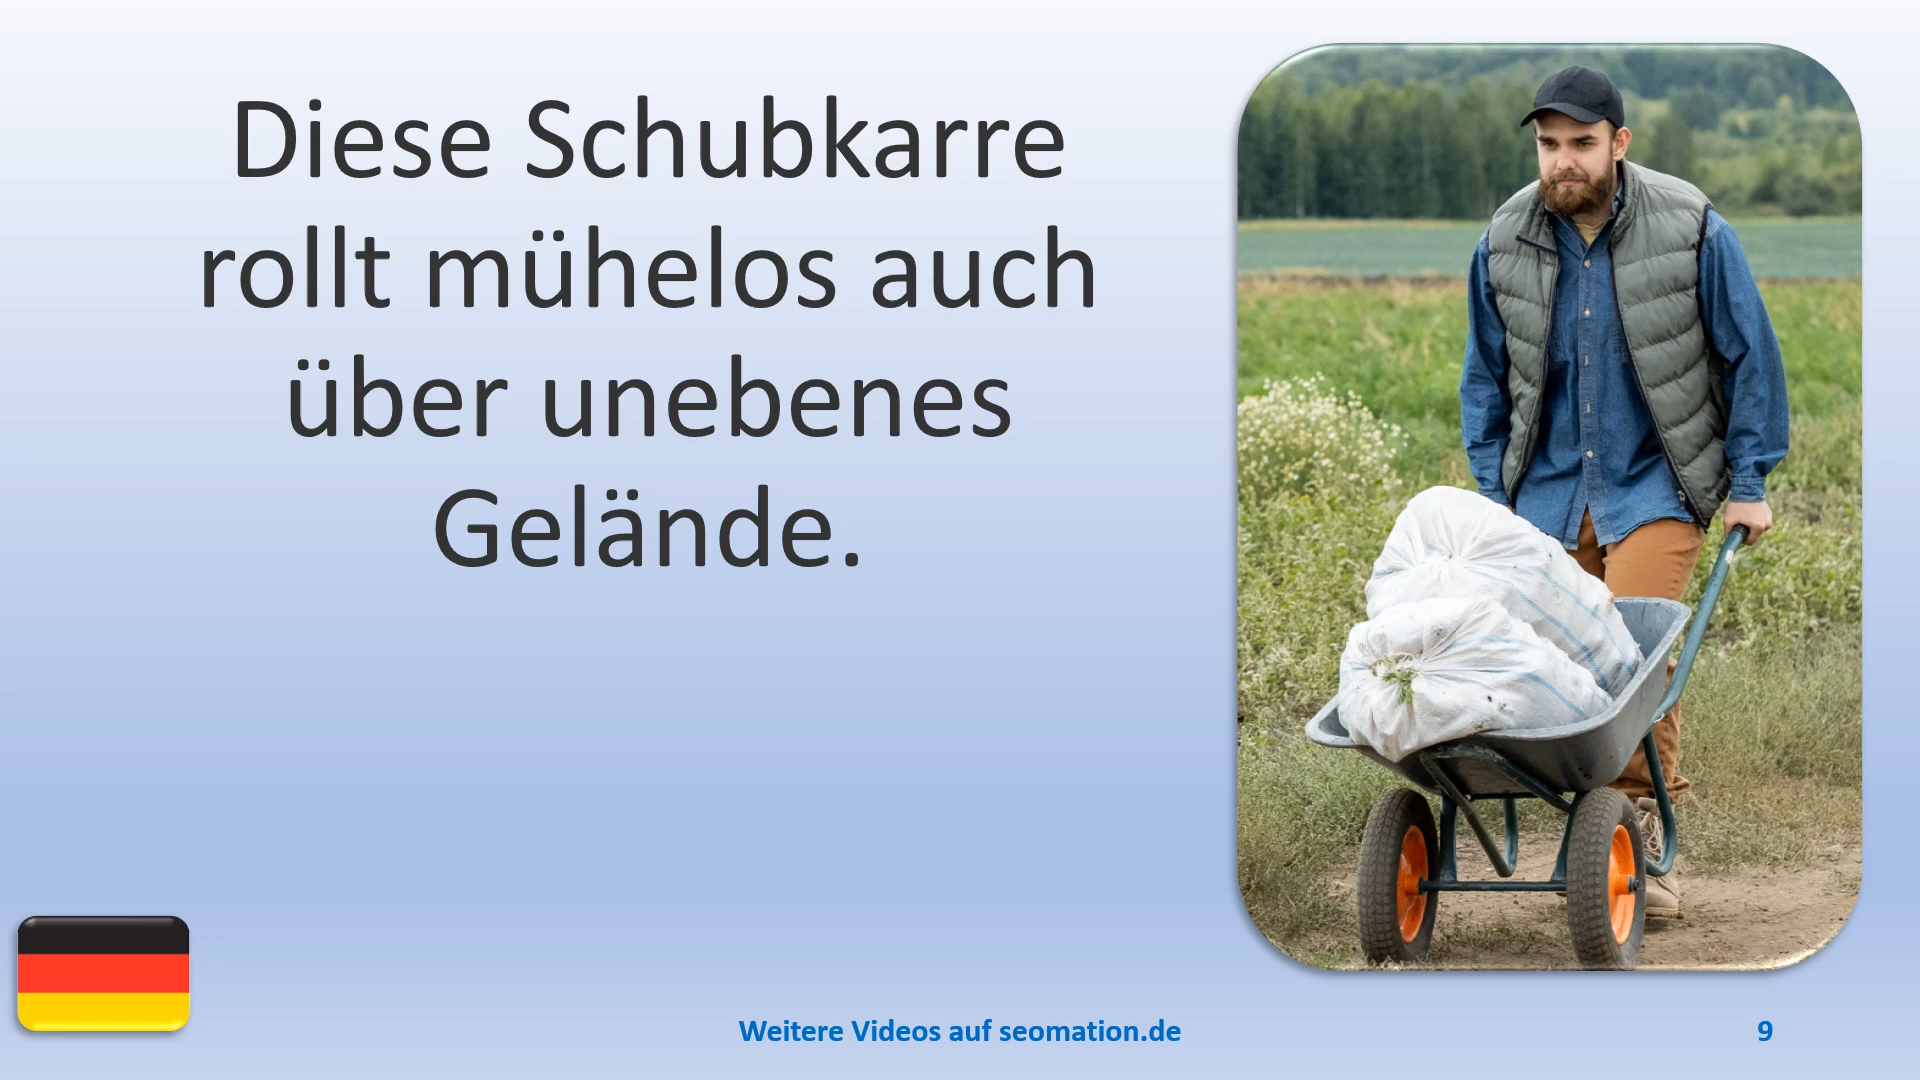 Diese Schubkarre
rollt mühelos auch
über unebenes
Gelände.
Weitere Videos auf seomation.de
9